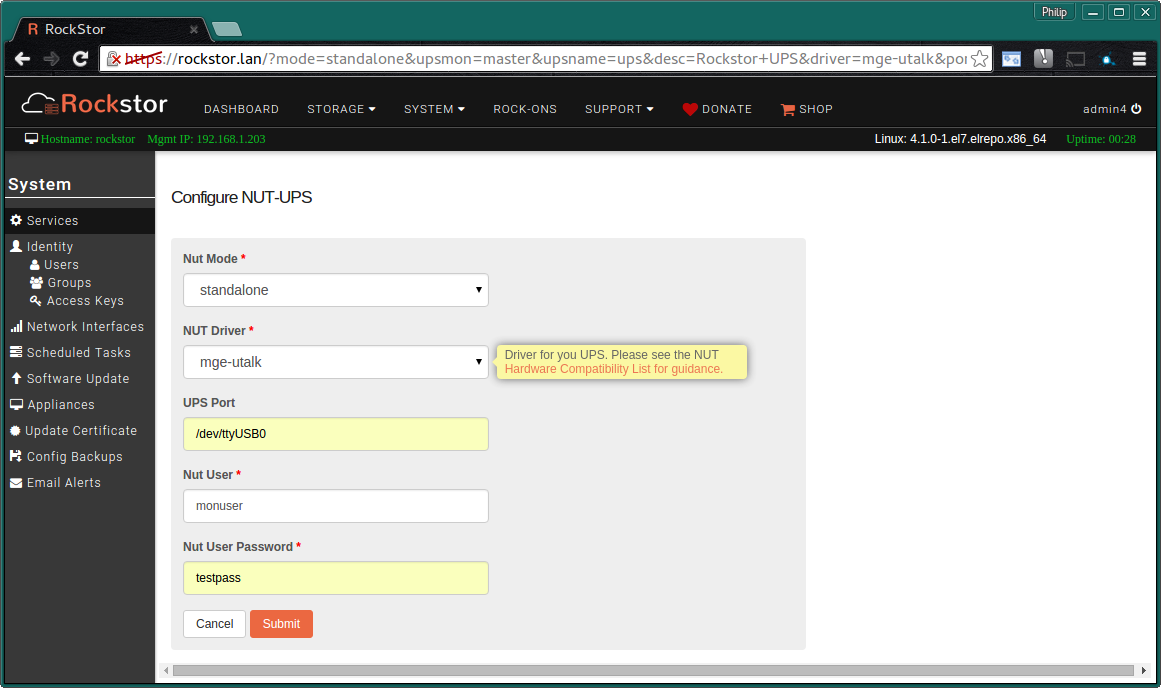 Philip
RockStor
https://rockstor.lan/?mode=standalone&upsmon=master&upsname=ups&desc=Rockstor+UPS&driver=mge-utalk&por
Rockstor
DASHBOARD STORAGE SYSTEM ROCK-ONS SUPPORT DONATE SHOP admin4
Hostname: rockstor Mgmt IP: 192.168.1.203 Linux: 4.1.0-1.el7.elrepo.x86_64 Uptime: 00:28
System
Services
Identity
Users
Groups
Access Keys
Network Interfaces
Scheduled Tasks
Software Update
Appliances
Update Certificate
Config Backups
Email Alerts
Configure NUT-UPS
Nut Mode *
standalone
NUT Driver *
mge-utalk
Driver for you UPS. Please see the NUT
Hardware Compatibility List for guidance.
UPS Port
/dev/ttyUSB0
Nut User *
monuser
Nut User Password *
testpass
Cancel Submit